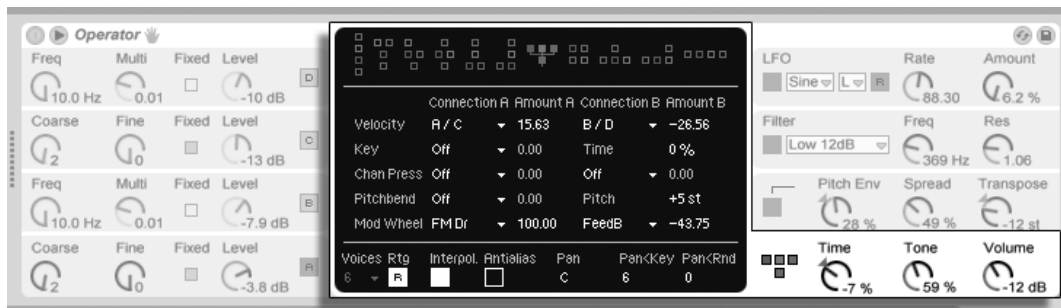 Operator
Freq Multi Fixed Level
10.0 Hz 0.01 -10 dB D
Coarse Fine Fixed Level
2 0 -13 dB C
Freq Multi Fixed Level
10.0 Hz 0.01 -7.9 dB B
Coarse Fine Fixed Level
2 0 -3.8 dB A
Connection A Amount A Connection B Amount B
Velocity A / C 15.63 B / D -26.56
Key Off 0.00 Time 0 %
Chan Press Off 0.00 Off 0.00
Pitchbend Off 0.00 Pitch +5 st
Mod Wheel FM Dr 100.00 FeedB -43.75
Voices Rtg Interpol. Antialias Pan Pan<Key Pan<Rnd
6 R C 6 0
LFO Rate Amount
Sine L R 88.30 6.2 %
Filter Freq Res
Low 12dB 369 Hz 1.06
Pitch Env Spread Transpose
28 % 49 % -12 st
Time Tone Volume
-7 % 59 % -12 dB